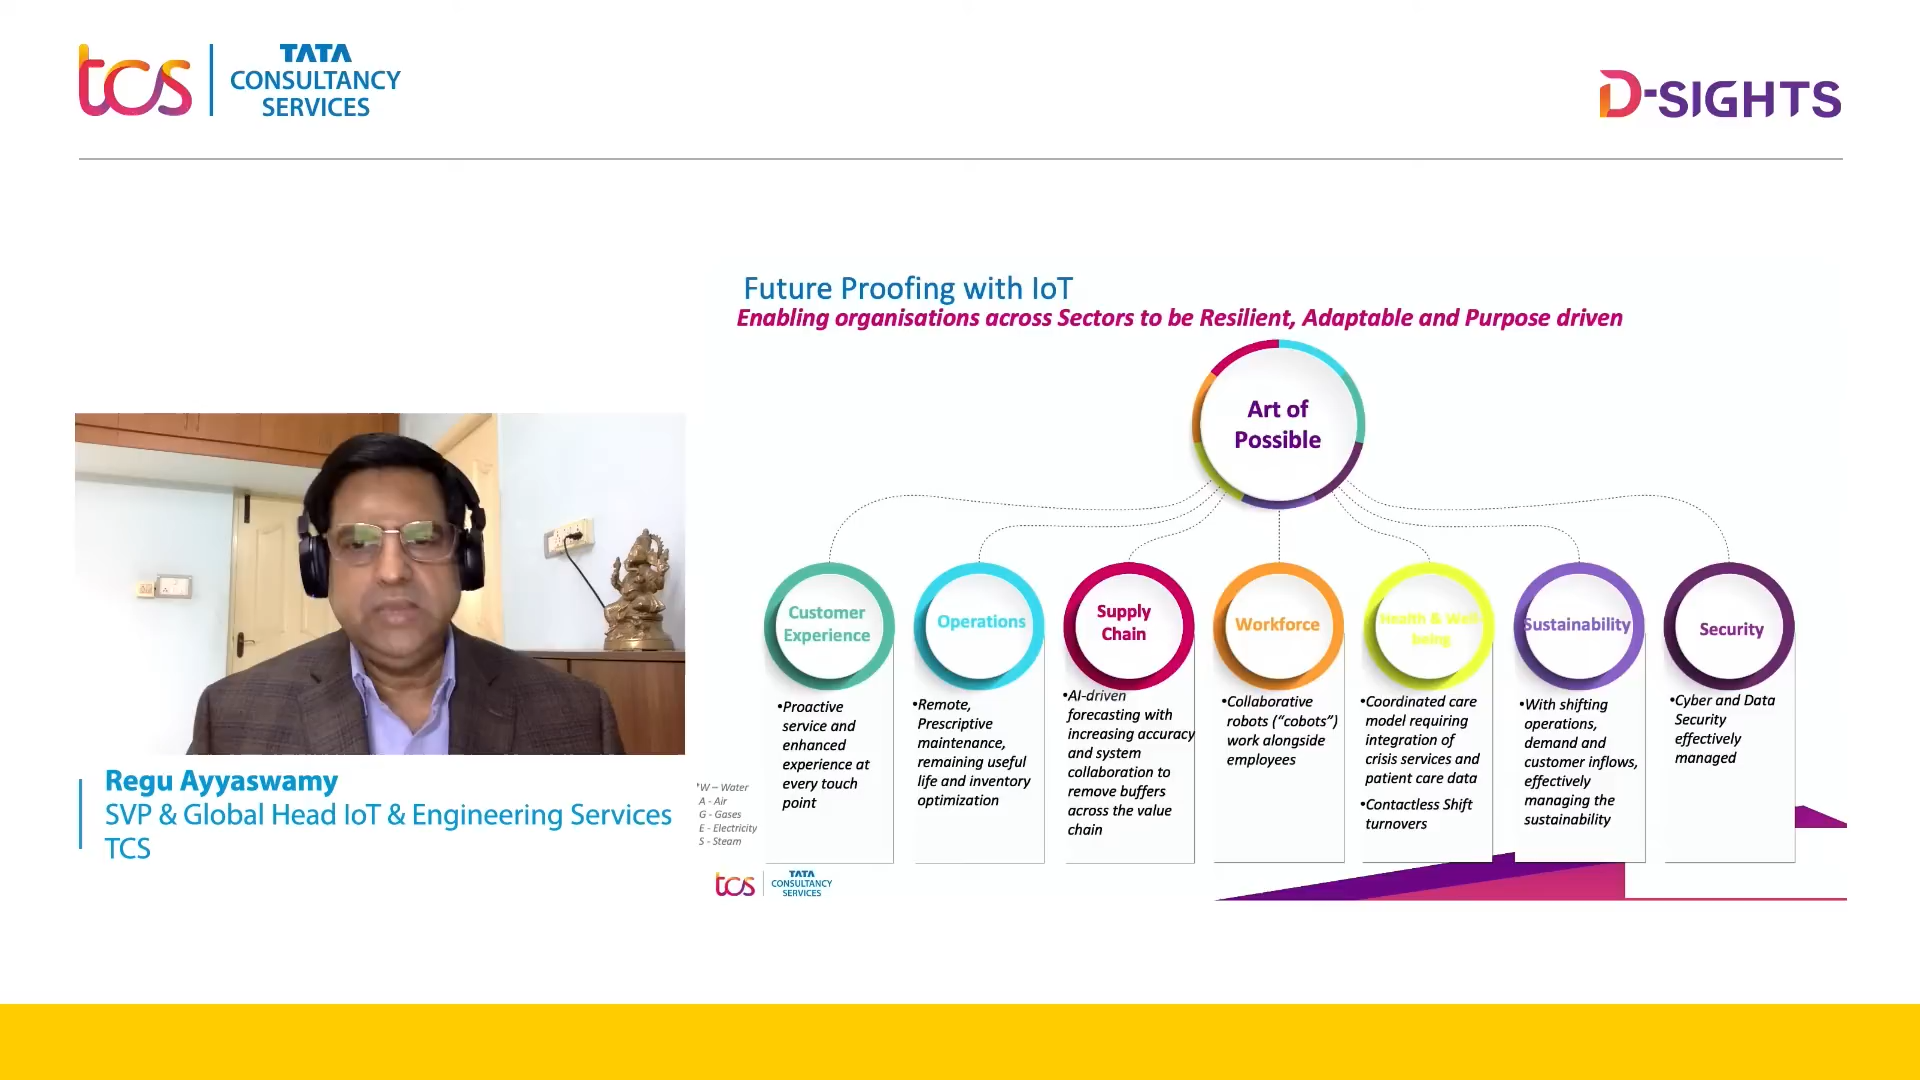 tcs
TATA
CONSULTANCY
SERVICES
D-SIGHTS
Future Proofing with IoT
Enabling organisations across Sectors to be Resilient, Adaptable and Purpose driven
Art of
Possible
Customer
Experience
•Proactive
service and
enhanced
experience at
every touch
point
Operations
•Remote,
Prescriptive
maintenance,
remaining useful
life and inventory
optimization
Supply
Chain
•AI-driven
forecasting with
increasing accuracy
and system
collaboration to
remove buffers
across the value
chain
Workforce
•Collaborative
robots (“cobots”)
work alongside
employees
Health & Well-
being
•Coordinated care
model requiring
integration of
crisis services and
patient care data
•Contactless Shift
turnovers
Sustainability
•With shifting
operations,
demand and
customer inflows,
effectively
managing the
sustainability
Security
•Cyber and Data
Security
effectively
managed
Regu Ayyaswamy
SVP & Global Head IoT & Engineering Services
TCS
*W – Water
A - Air
G - Gases
E - Electricity
S - Steam
tcs
TATA
CONSULTANCY
SERVICES